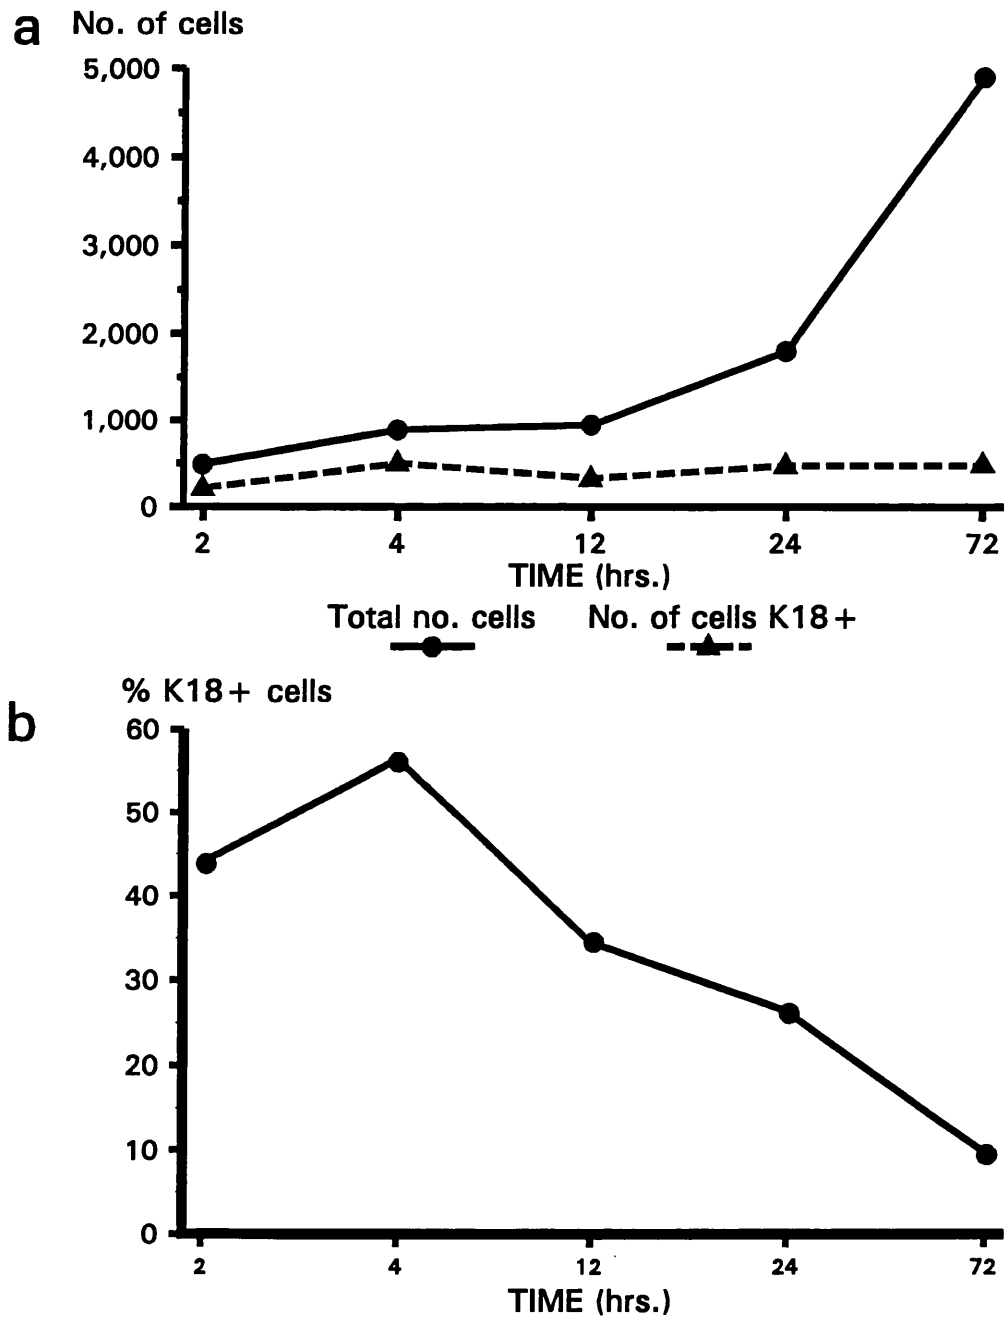 a No. of cells
5,000
4,000
3,000
2,000
1,000
0
2 4 12 24 72
TIME (hrs.)
Total no. cells No. of cells K18+
b % K18+ cells
60
50
40
30
20
10
0
2 4 12 24 72
TIME (hrs.)